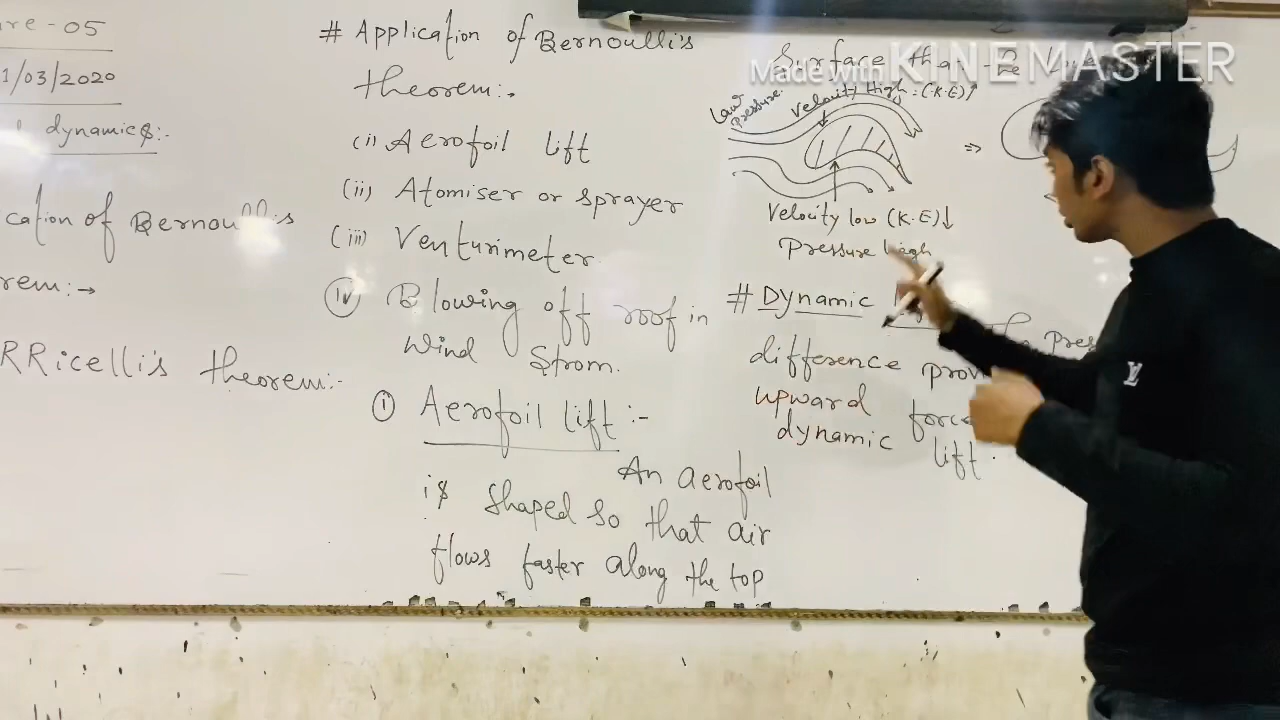 re-05
1/03/2020
dynamics:-
cation of Bernoullis
rem:→
RRicelli's theorem:-
# Application of Bernoulli's
theorem:-
(i) Aerofoil lift
(ii) Atomiser or sprayer
(iii) Venturimeter
(iv) Blowing off roof in
wind Strom.
(i) Aerofoil lift:-
An aerofoil
is shaped so that air
flows faster along the top
Surface than
Made with KINEMASTER
Low pressure
Velocity High (K.E)↑
⇒
Velocity low (K.E)↓
Pressure high
# Dynamic
The press
difference prov
upward force
dynamic lift.